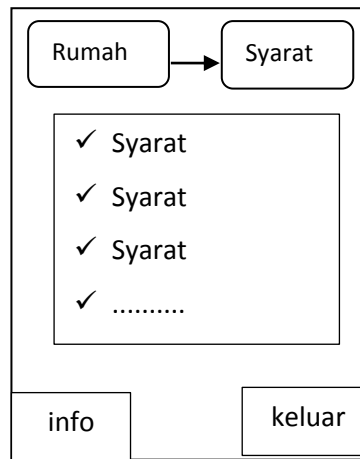 Rumah
Syarat
✓ Syarat
✓ Syarat
✓ Syarat
✓ ..........
info
keluar